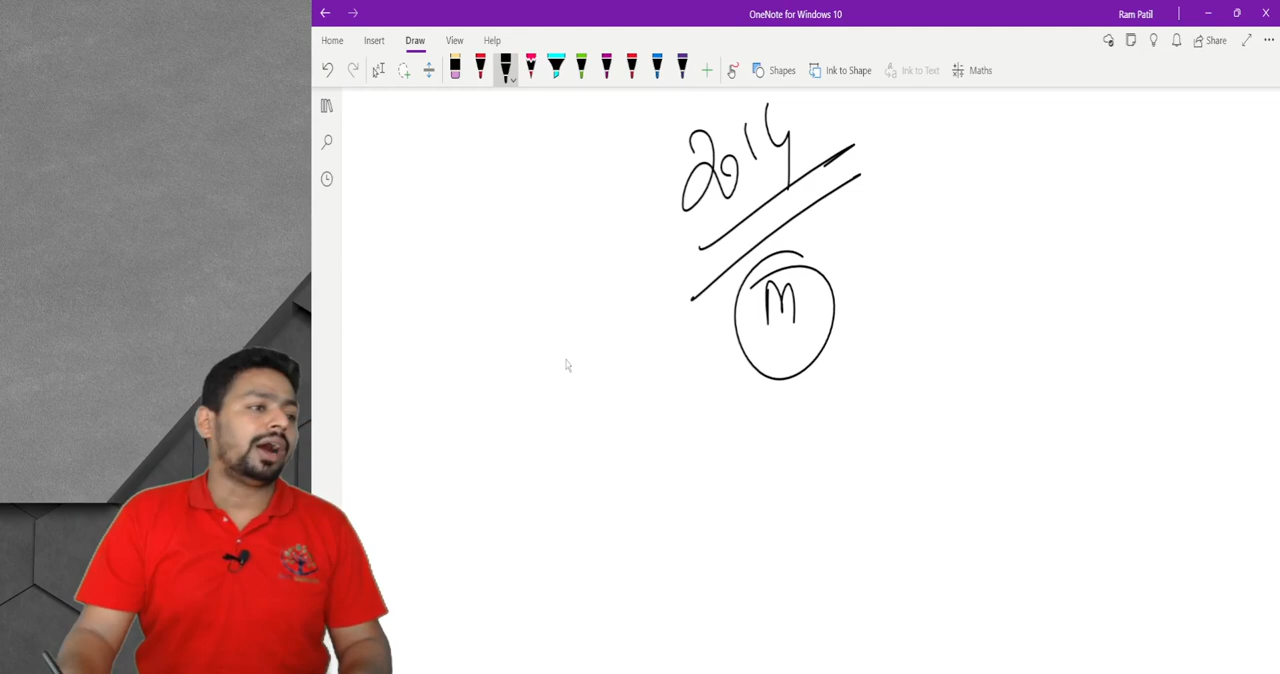 OneNote for Windows 10
Ram Patil
Home Insert Draw View Help
Share
Shapes Ink to Shape Ink to Text Maths
2014
M